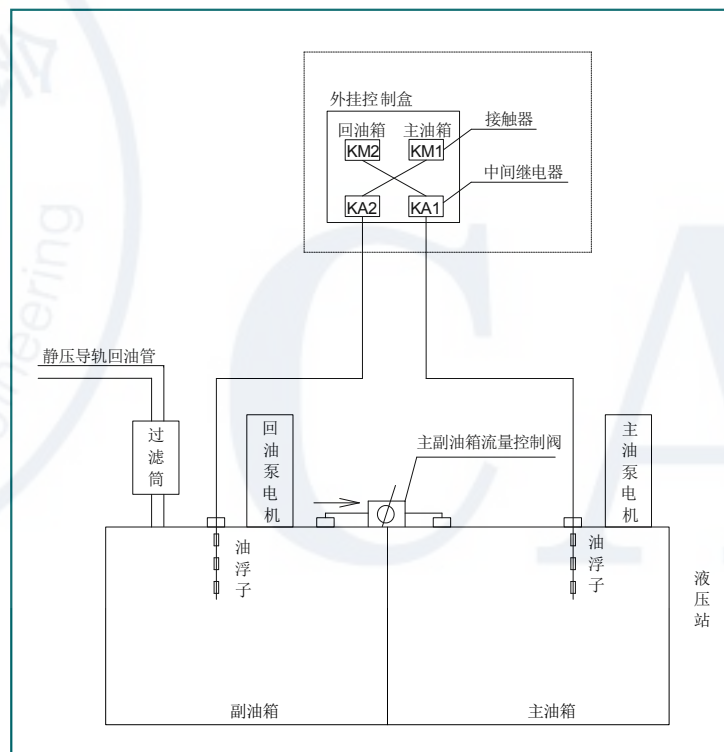 外挂控制盒
回油箱 主油箱
接触器
KM2 KM1
中间继电器
KA2 KA1
静压导轨回油管
过滤筒
回油泵电机
主副油箱流量控制阀
主油泵电机
油浮子
油浮子
液压站
副油箱
主油箱
neering
CA